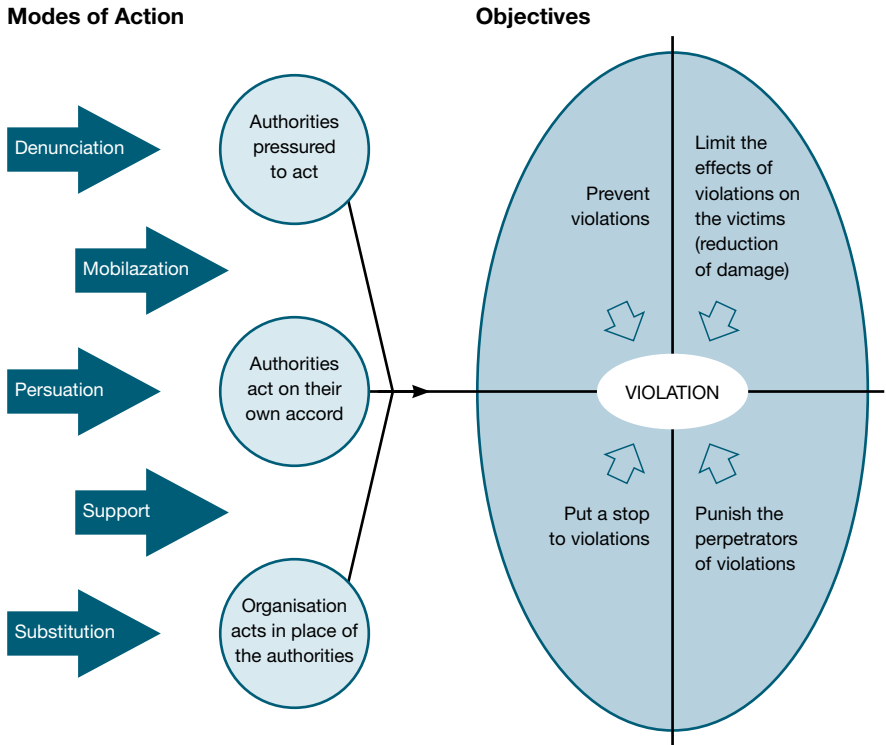 Modes of Action
Objectives
Denunciation
Authorities
pressured
to act
Mobilazation
Persuation
Authorities
act on their
own accord
Support
Substitution
Organisation
acts in place of
the authorities
Prevent
violations
Limit the
effects of
violations on
the victims
(reduction
of damage)
VIOLATION
Put a stop
to violations
Punish the
perpetrators
of violations